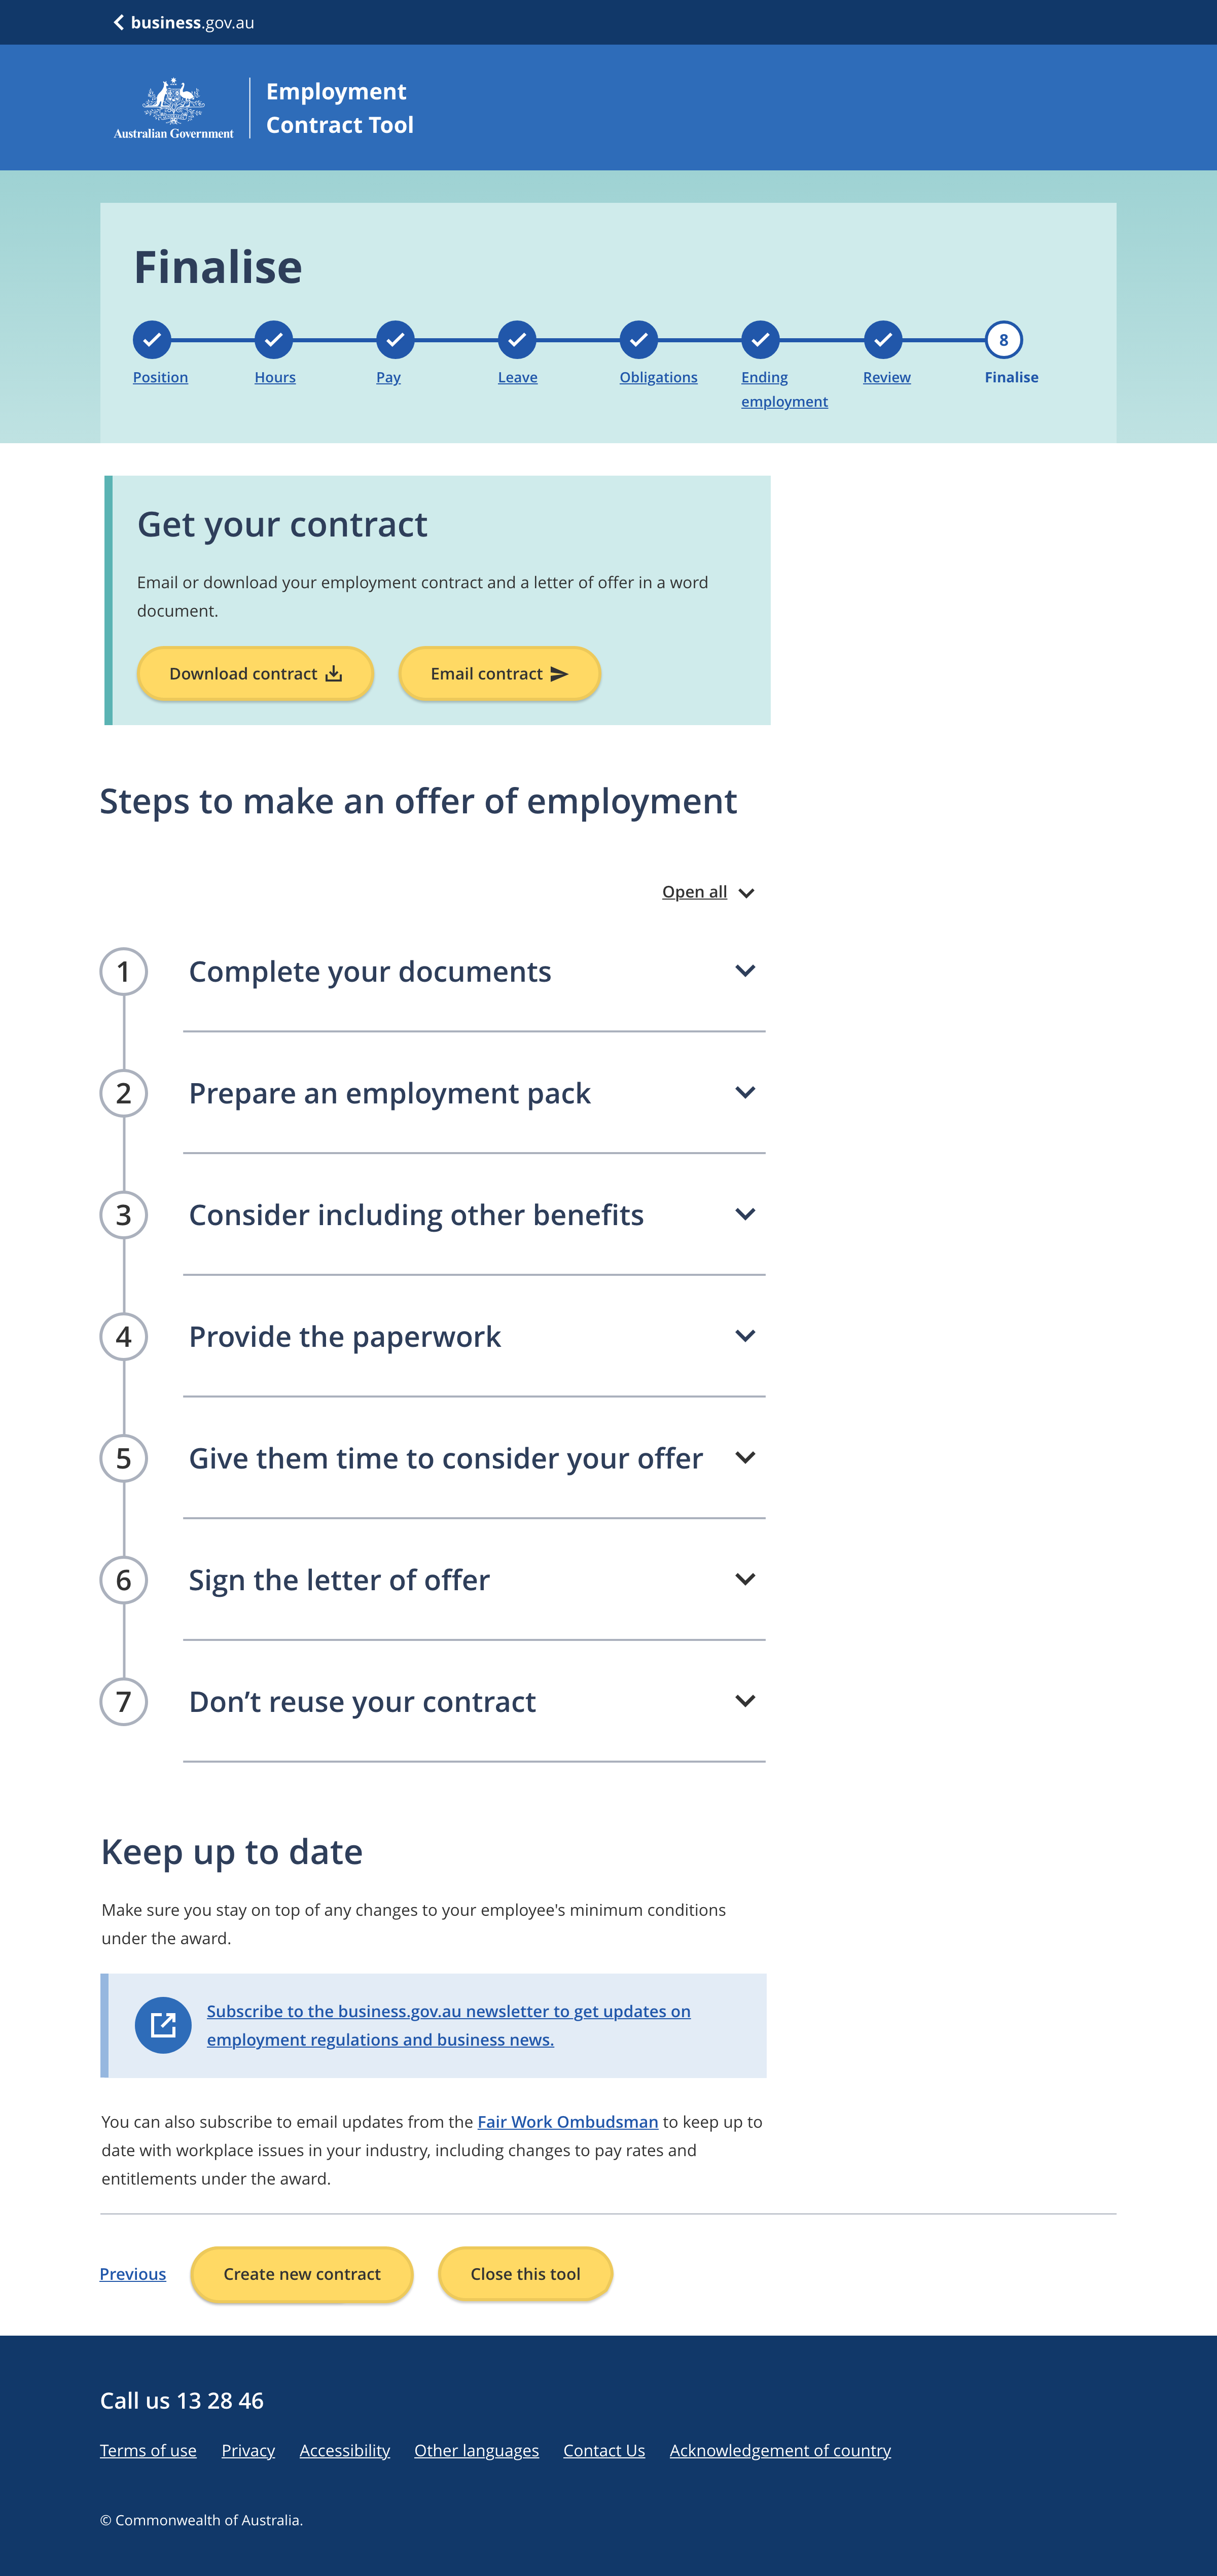 business.gov.au
Australian Government
Employment
Contract Tool
Finalise
8
Position
Hours
Pay
Leave
Obligations
Ending
employment
Review
Finalise
Get your contract
Email or download your employment contract and a letter of offer in a word
document.
Download contract
Email contract
Steps to make an offer of employment
Open all
1 Complete your documents
2 Prepare an employment pack
3 Consider including other benefits
4 Provide the paperwork
5 Give them time to consider your offer
6 Sign the letter of offer
7 Don’t reuse your contract
Keep up to date
Make sure you stay on top of any changes to your employee's minimum conditions
under the award.
Subscribe to the business.gov.au newsletter to get updates on
employment regulations and business news.
You can also subscribe to email updates from the Fair Work Ombudsman to keep up to
date with workplace issues in your industry, including changes to pay rates and
entitlements under the award.
Previous
Create new contract
Close this tool
Call us 13 28 46
Terms of use Privacy Accessibility Other languages Contact Us Acknowledgement of country
© Commonwealth of Australia.